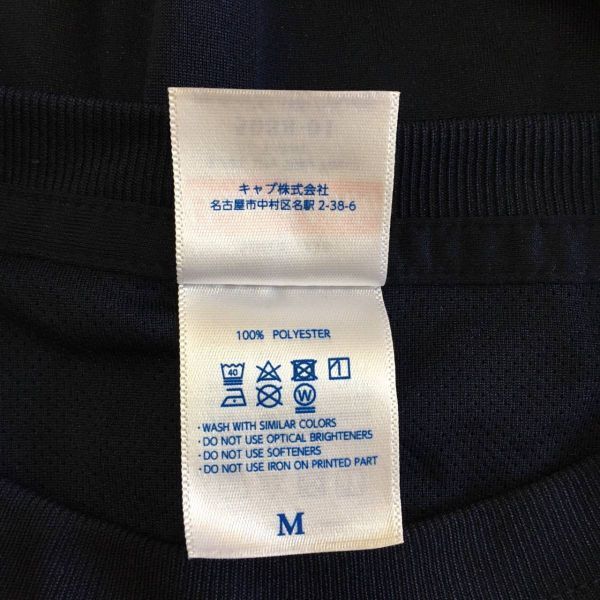 キャブ株式会社
名古屋市中村区名駅2-38-6
100% POLYESTER
40
W
・WASH WITH SIMILAR COLORS
・DO NOT USE OPTICAL BRIGHTENERS
・DO NOT USE SOFTENERS
・DO NOT USE IRON ON PRINTED PART
M